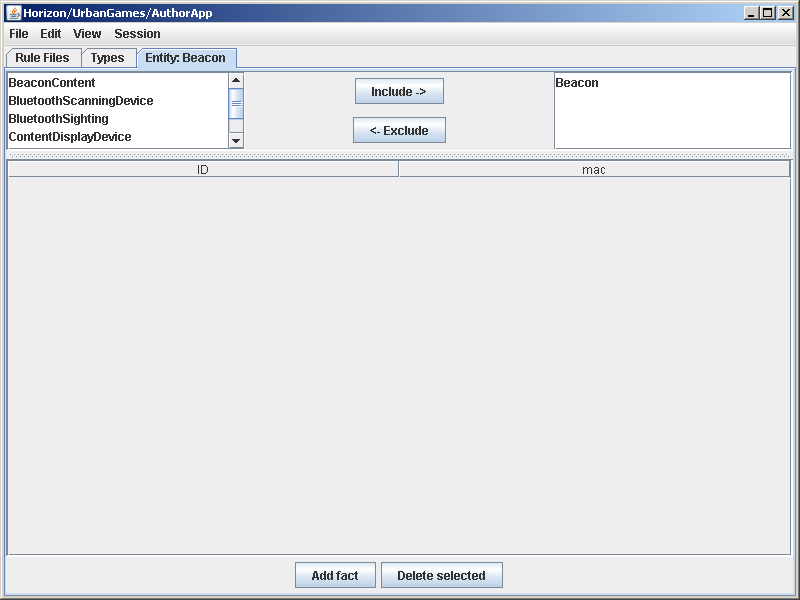 Horizon/UrbanGames/AuthorApp
File Edit View Session
Rule Files Types Entity: Beacon
BeaconContent
BluetoothScanningDevice
BluetoothSighting
ContentDisplayDevice
Include ->
<- Exclude
Beacon
ID mac
Add fact Delete selected